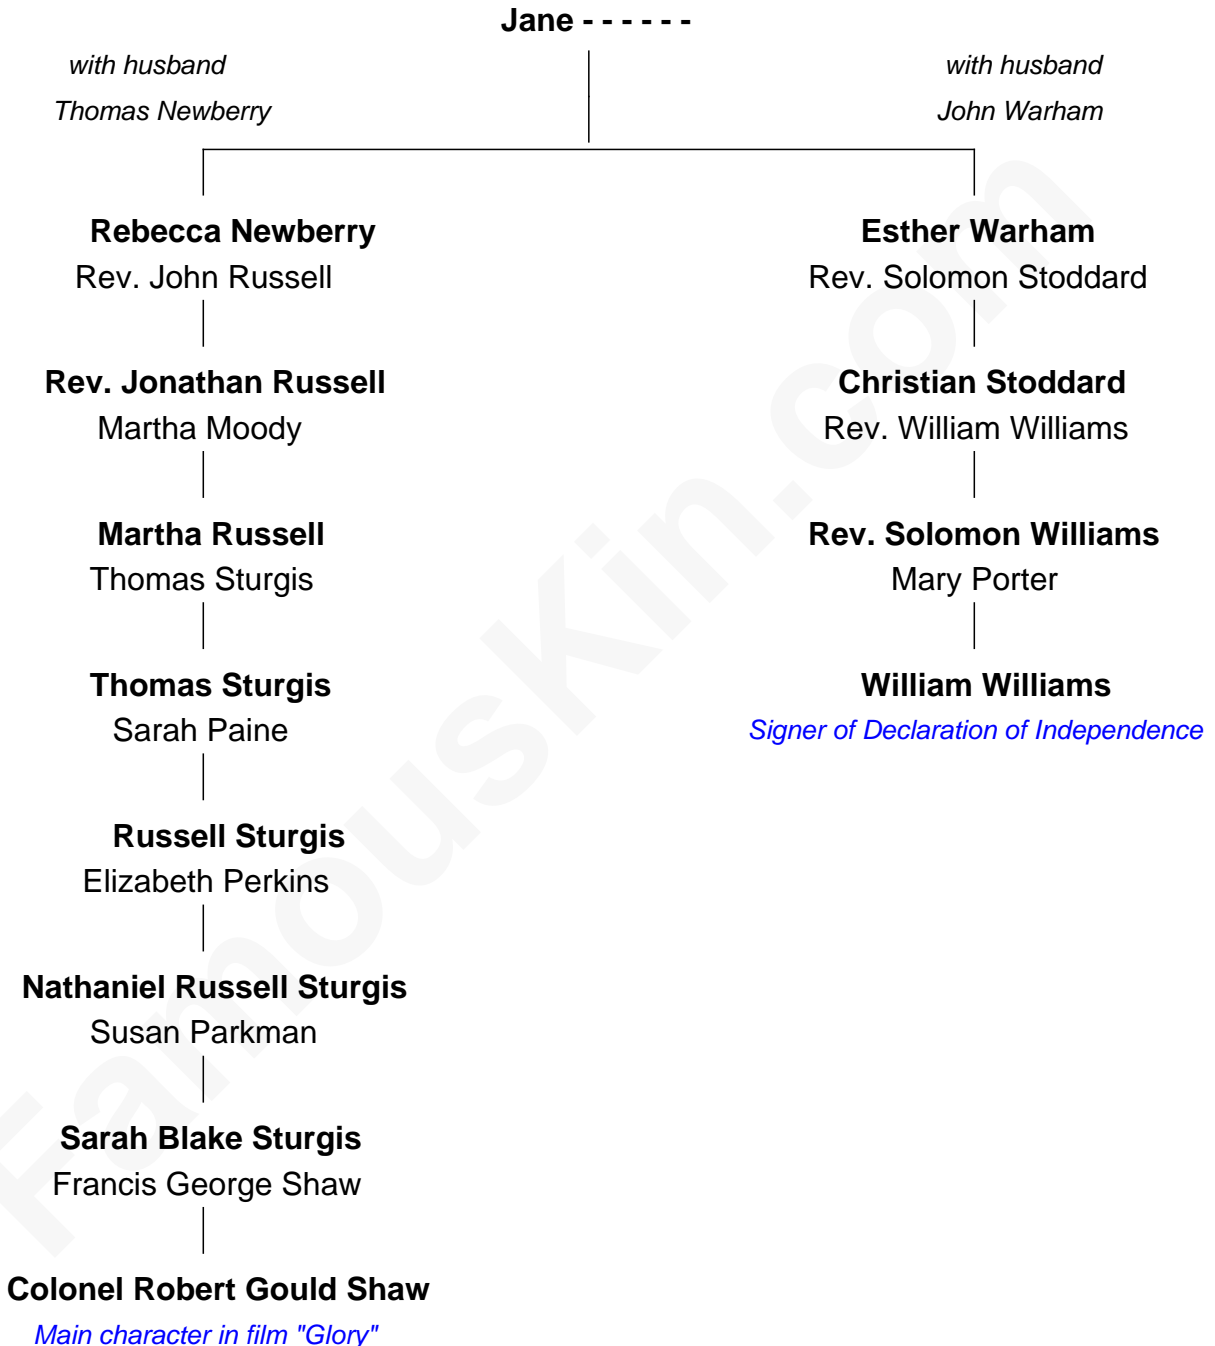 Jane - - - - - -
with husband
Thomas Newberry
with husband
John Warham
Rebecca Newberry
Rev. John Russell
Esther Warham
Rev. Solomon Stoddard
Rev. Jonathan Russell
Martha Moody
Christian Stoddard
Rev. William Williams
Martha Russell
Thomas Sturgis
Rev. Solomon Williams
Mary Porter
Thomas Sturgis
Sarah Paine
William Williams
Signer of Declaration of Independence
Russell Sturgis
Elizabeth Perkins
Nathaniel Russell Sturgis
Susan Parkman
Sarah Blake Sturgis
Francis George Shaw
Colonel Robert Gould Shaw
Main character in film "Glory"
FamousKin.com